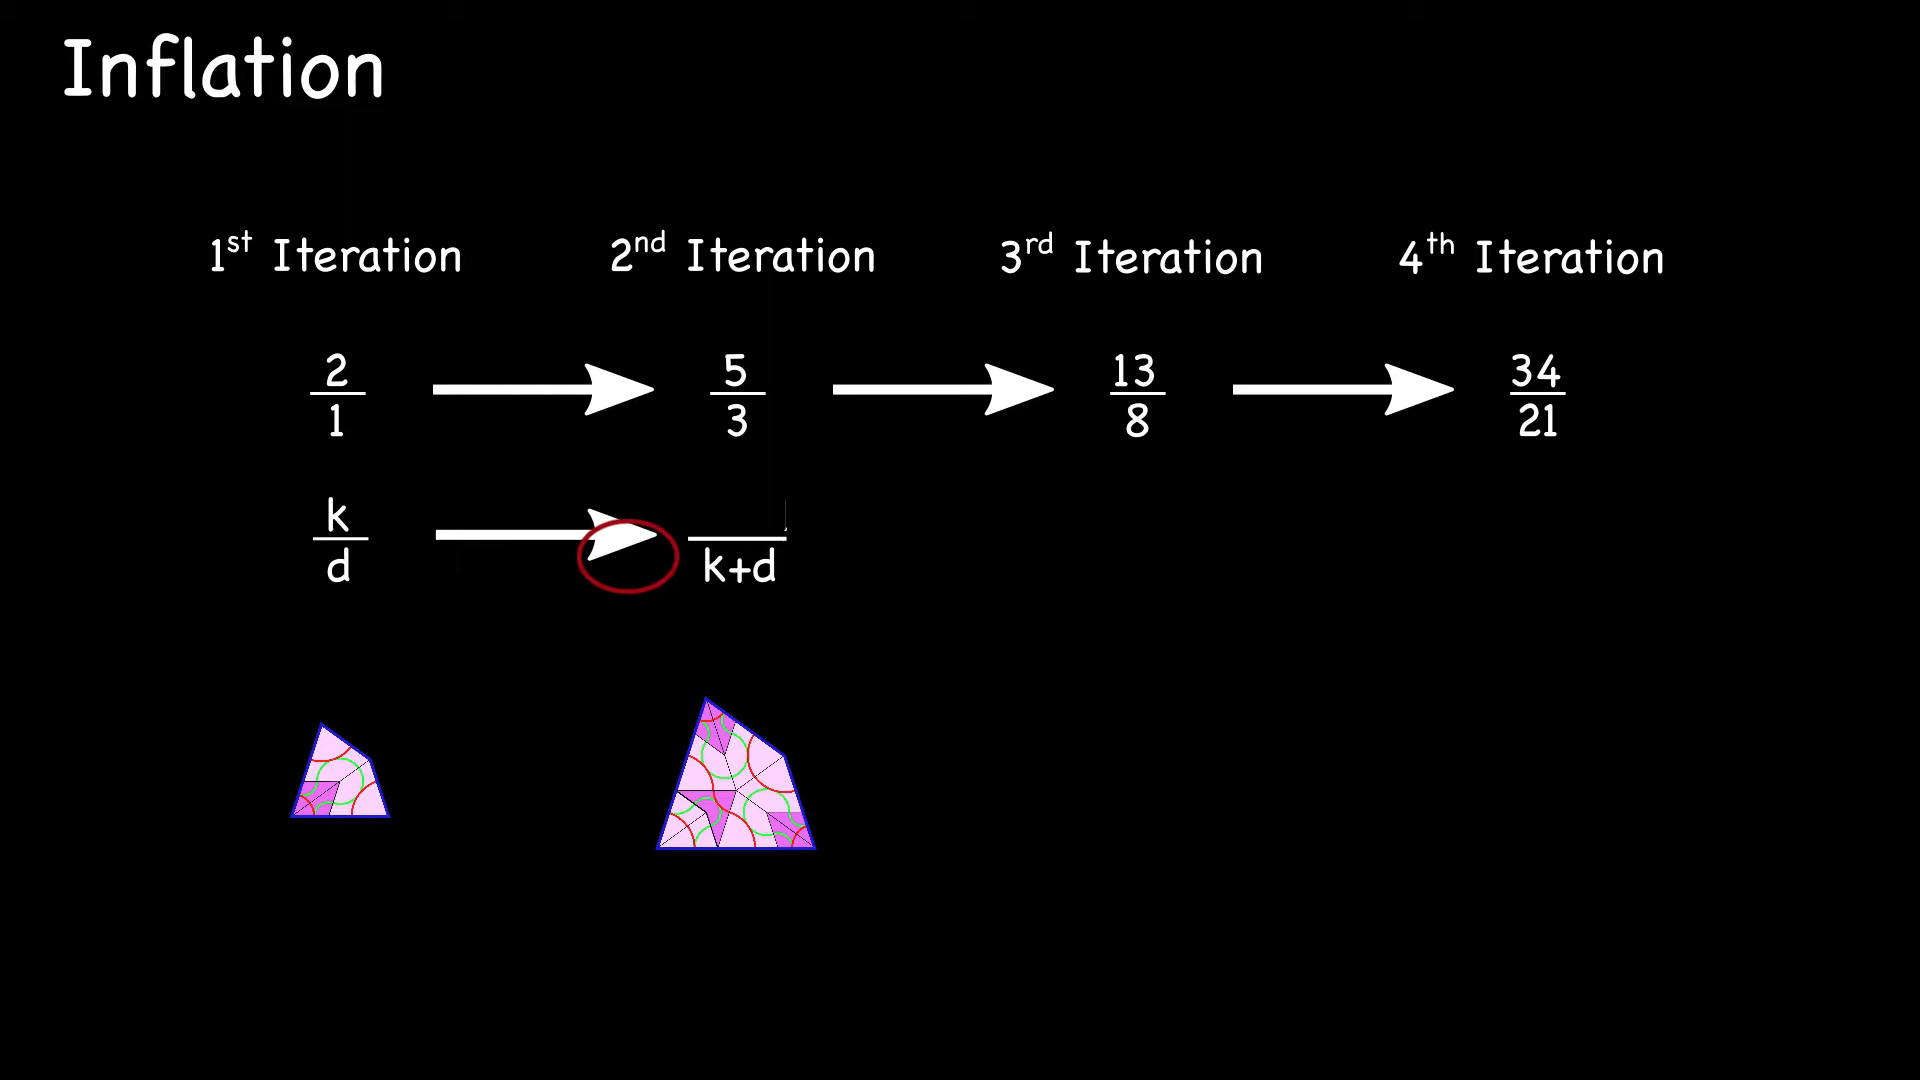 Inflation
1st Iteration 2nd Iteration 3rd Iteration 4th Iteration
2 5 13 34
1 3 8 21
k
d k+d